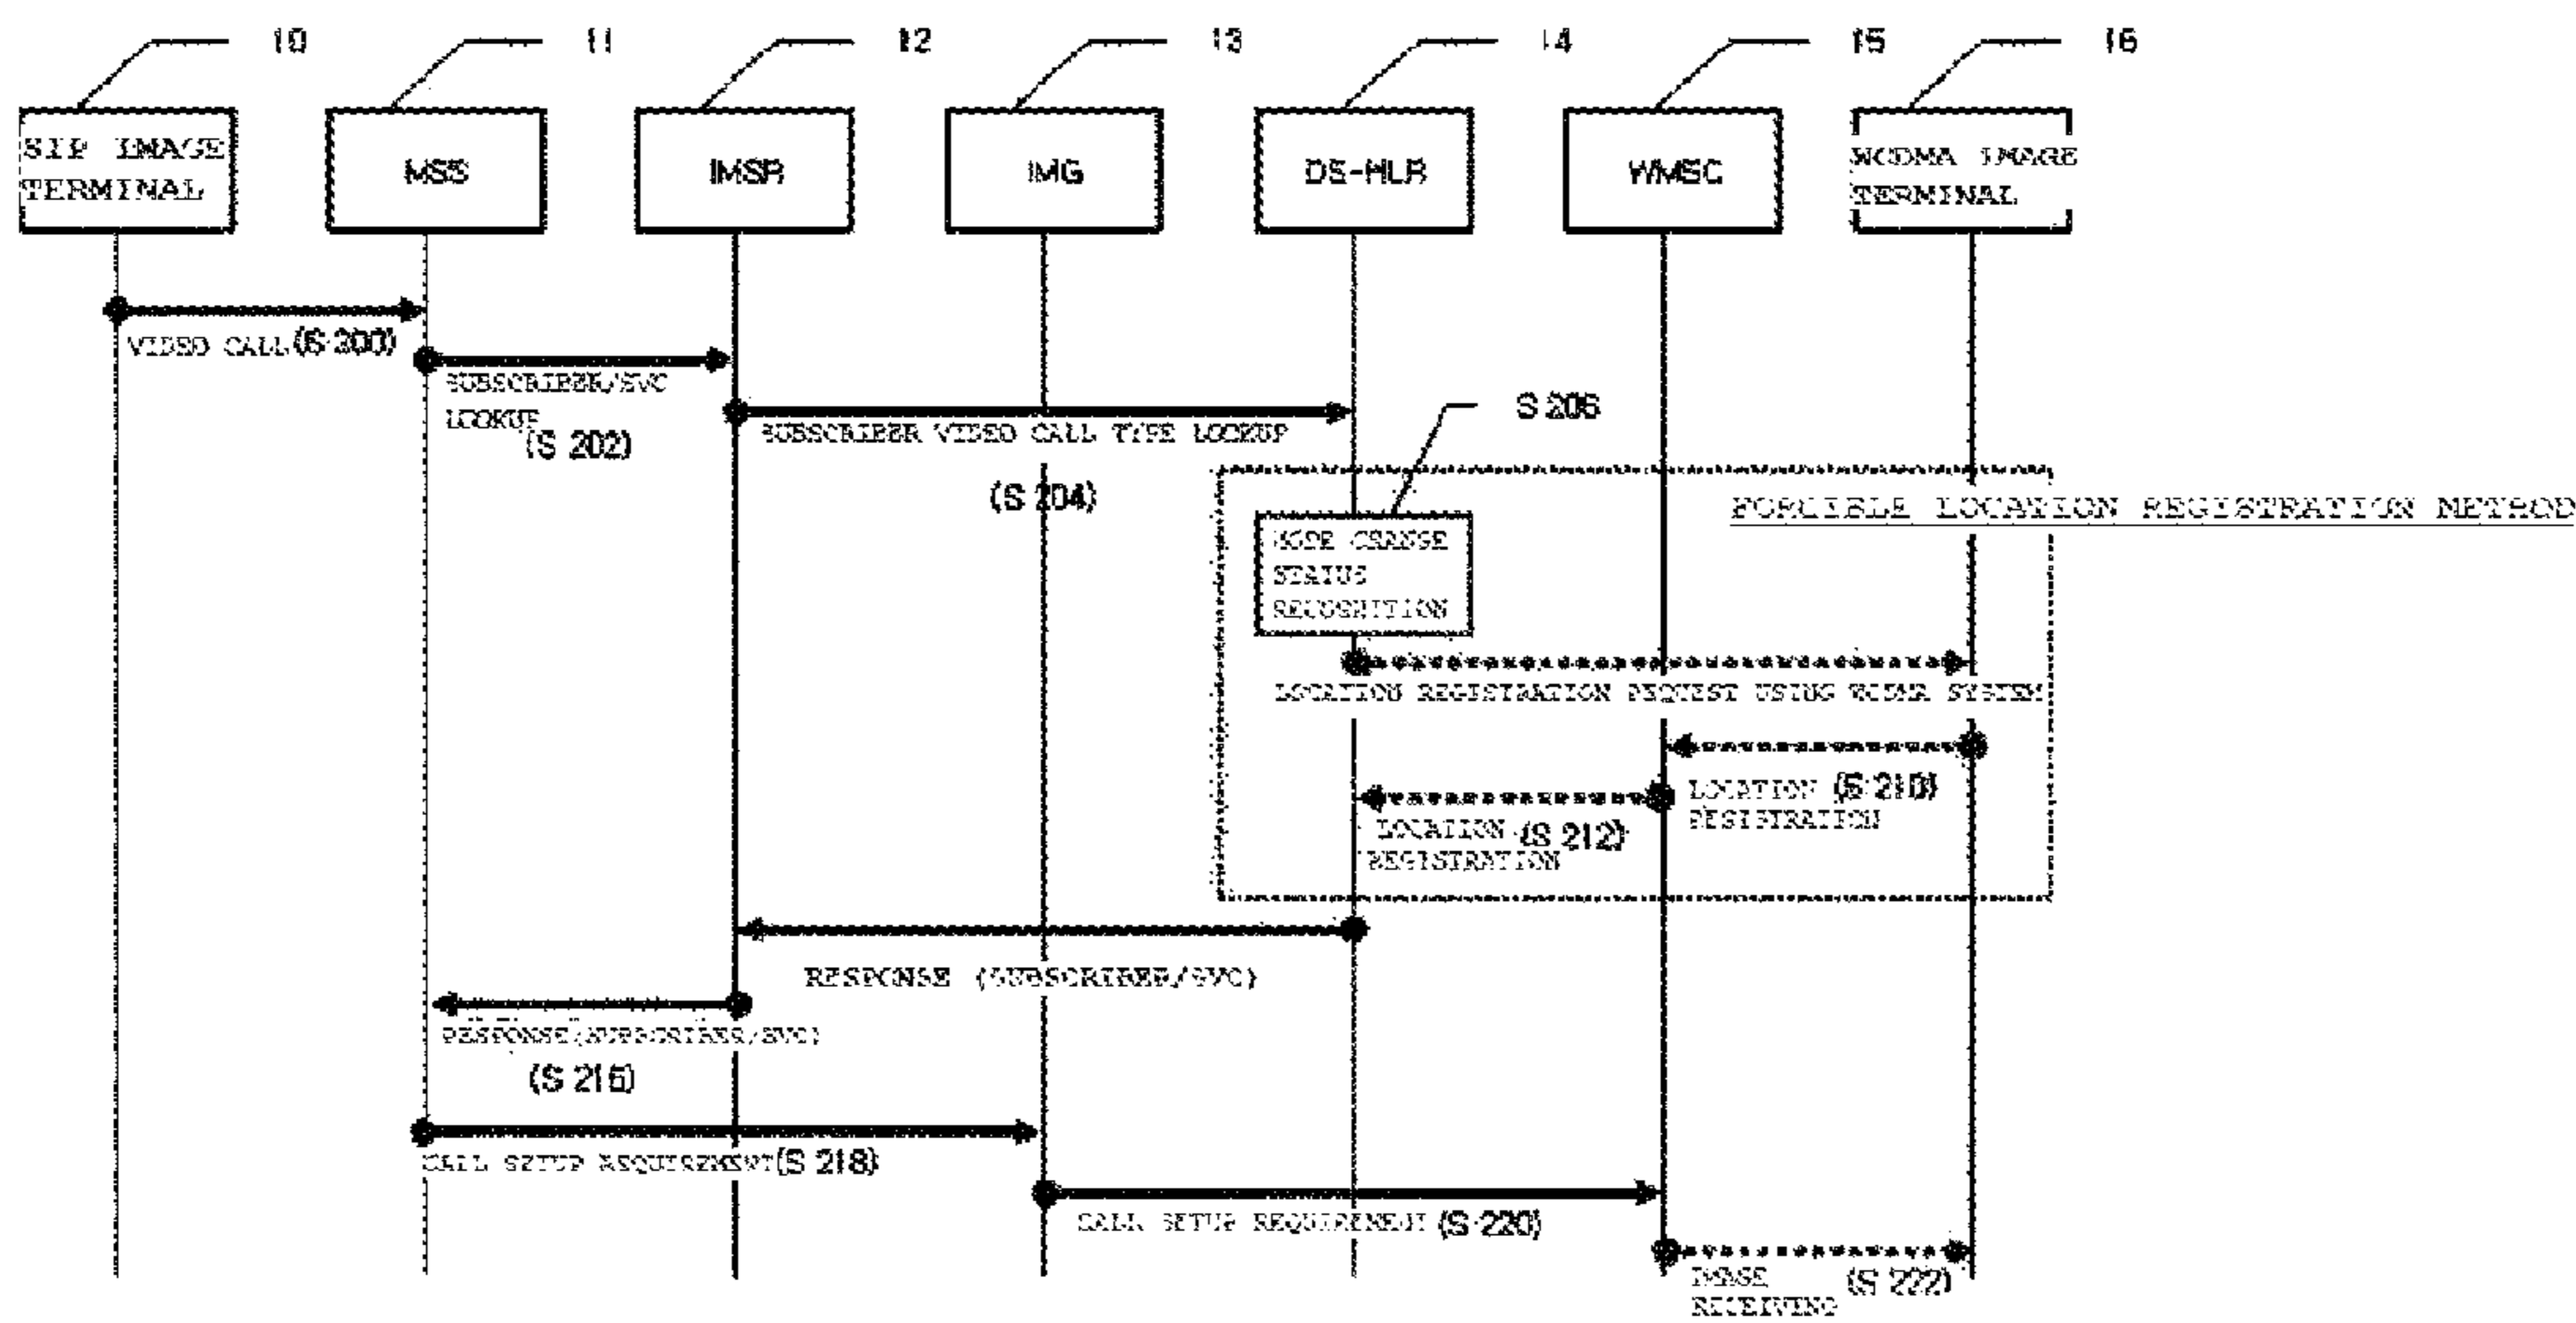 10 11 12 13 14 15 16
SIP IMAGE
TERMINAL
MSS
IMSR
IMG
DS-HLR
WMSC
WCDMA IMAGE
TERMINAL
VIDEO CALL (S 200)
SUBSCRIBER/SVC
LOOKUP
(S 202)
SUBSCRIBER VIDEO CALL TYPE LOOKUP
(S 204)
S 206
FORCIBLE LOCATION REGISTRATION METHOD
MODE CHANGE
STATUS
RECOGNITION
LOCATION REGISTRATION REQUEST USING WCDMA SYSTEM
LOCATION (S 210)
REGISTRATION
LOCATION (S 212)
REGISTRATION
RESPONSE (SUBSCRIBER/SVC)
RESPONSE(SUBSCRIBER/SVC)
(S 216)
CALL SETUP REQUIREMENT (S 218)
CALL SETUP REQUIREMENT (S 220)
IMAGE (S 222)
RECEIVING